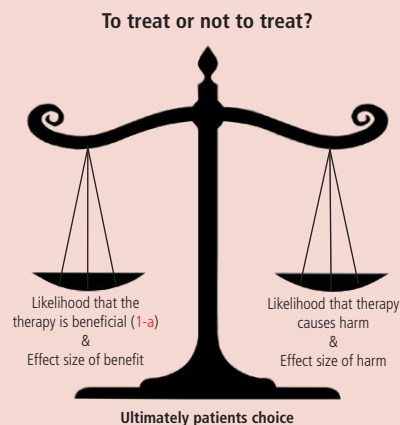 To treat or not to treat?
Likelihood that the
therapy is beneficial (1-a)
&
Effect size of benefit
Likelihood that therapy
causes harm
&
Effect size of harm
Ultimately patients choice